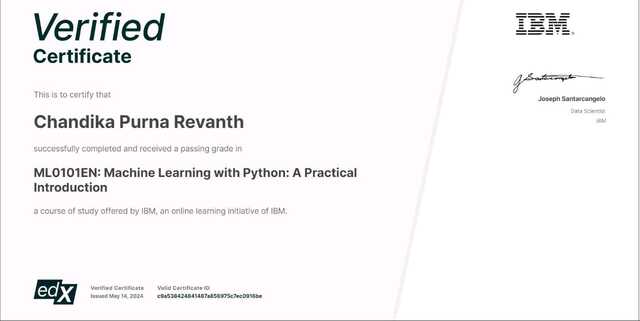 Verified
Certificate
IBM
This is to certify that
Chandika Purna Revanth
successfully completed and received a passing grade in
ML0101EN: Machine Learning with Python: A Practical
Introduction
a course of study offered by IBM, an online learning initiative of IBM.
Joseph Santarcangelo
Data Scientist
IBM
edX
Verified Certificate
Issued May 14, 2024
Valid Certificate ID